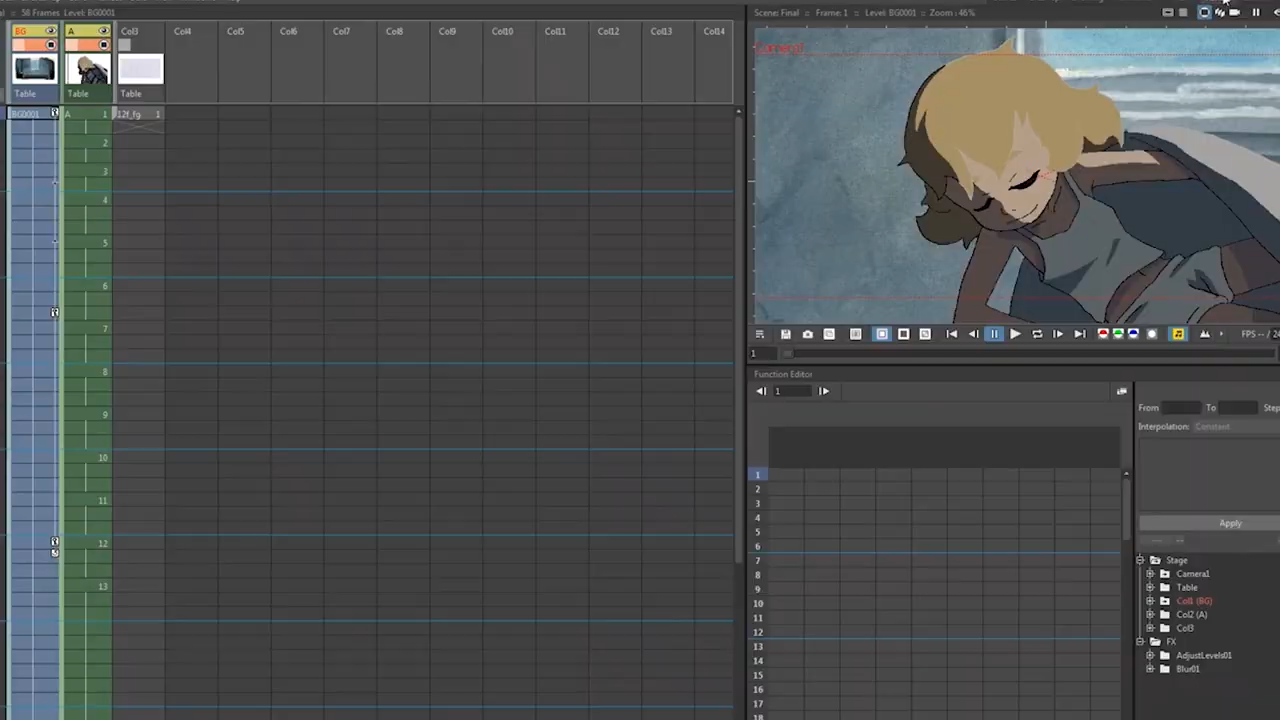 58 Frames Level: BG0001
Scene: Final :: Frame: 1 :: Level: BG0001 :: Zoom : 46%
BG
A
Col3
Col4
Col5
Col6
Col7
Col8
Col9
Col10
Col11
Col12
Col13
Col14
Table
Table
Table
BG0001
A
1
12f_fg
1
2
3
4
5
6
7
8
9
10
11
12
13
Camera1
FPS --
1
Function Editor
1
From
To
Interpolation:
Constant
Apply
1
2
3
4
5
6
7
8
9
10
11
12
13
14
15
16
17
18
Stage
Camera1
Table
Col1 (BG)
Col2 (A)
Col3
FX
AdjustLevels01
Blur01